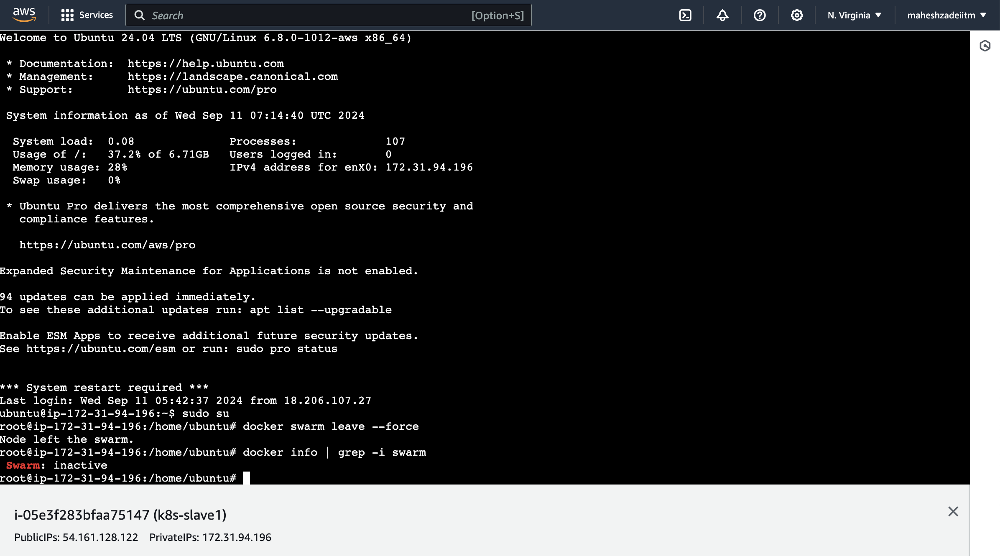 aws Services Search [Option+S] N. Virginia maheshzadeiitm
Welcome to Ubuntu 24.04 LTS (GNU/Linux 6.8.0-1012-aws x86_64)
* Documentation: https://help.ubuntu.com
* Management: https://landscape.canonical.com
* Support: https://ubuntu.com/pro
System information as of Wed Sep 11 07:14:40 UTC 2024
System load: 0.08 Processes: 107
Usage of /: 37.2% of 6.71GB Users logged in: 0
Memory usage: 28% IPv4 address for enX0: 172.31.94.196
Swap usage: 0%
* Ubuntu Pro delivers the most comprehensive open source security and
compliance features.
https://ubuntu.com/aws/pro
Expanded Security Maintenance for Applications is not enabled.
94 updates can be applied immediately.
To see these additional updates run: apt list --upgradable
Enable ESM Apps to receive additional future security updates.
See https://ubuntu.com/esm or run: sudo pro status
*** System restart required ***
Last login: Wed Sep 11 05:42:37 2024 from 18.206.107.27
ubuntu@ip-172-31-94-196:~$ sudo su
root@ip-172-31-94-196:/home/ubuntu# docker swarm leave --force
Node left the swarm.
root@ip-172-31-94-196:/home/ubuntu# docker info | grep -i swarm
Swarm: inactive
root@ip-172-31-94-196:/home/ubuntu#
i-05e3f283bfaa75147 (k8s-slave1)
PublicIPs: 54.161.128.122 PrivateIPs: 172.31.94.196